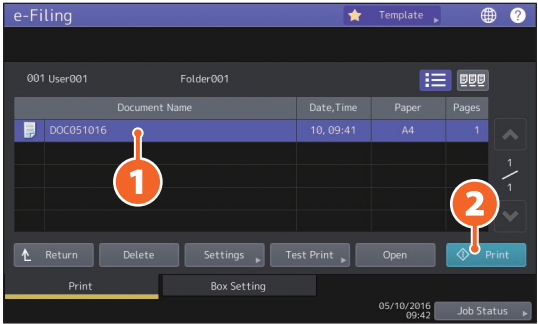 e-Filing Template ?
001 User001 Folder001
Document Name Date,Time Paper Pages
DOC051016 10, 09:41 A4 1
1
1
1
2
Return Delete Settings Test Print Open Print
Print Box Setting
05/10/2016
09:42 Job Status